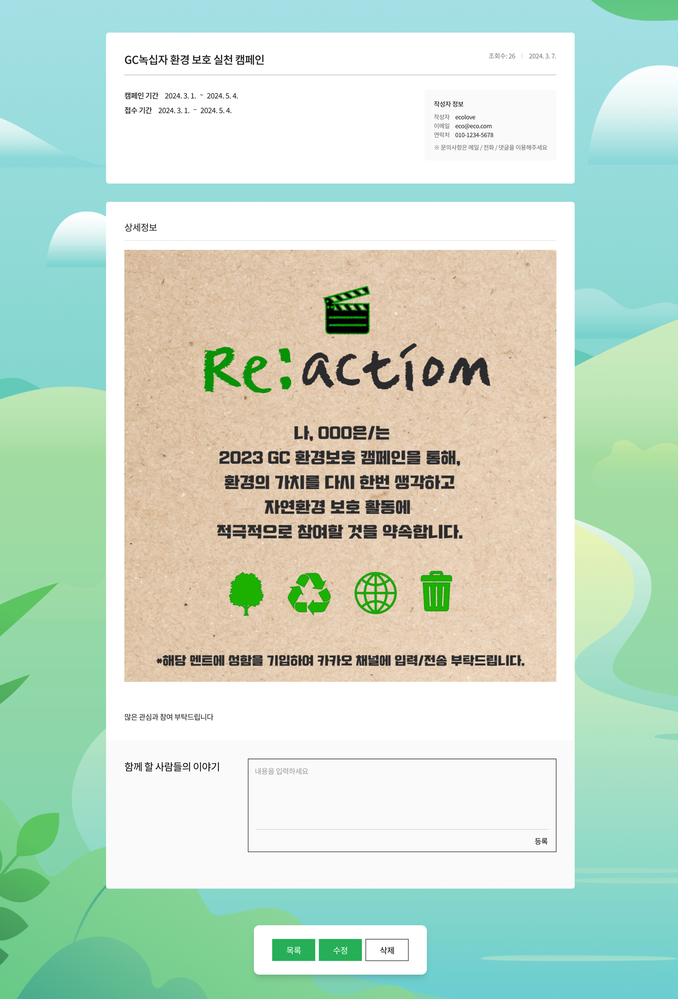 GC녹십자 환경 보호 실천 캠페인
조회수: 26 | 2024. 3. 7.
캠페인 기간 2024. 3. 1. ~ 2024. 5. 4.
접수 기간 2024. 3. 1. ~ 2024. 5. 4.
작성자 정보
작성자 ecolove
이메일 eco@eco.com
연락처 010-1234-5678
※ 문의사항은 메일 / 전화 / 댓글을 이용해주세요
상세정보
Re:actiom
나, OOO은/는
2023 GC 환경보호 캠페인을 통해,
환경의 가치를 다시 한번 생각하고
자연환경 보호 활동에
적극적으로 참여할 것을 약속합니다.
*해당 멘트에 성함을 기입하여 카카오 채널에 입력/전송 부탁드립니다.
많은 관심과 참여 부탁드립니다
함께 할 사람들의 이야기
내용을 입력하세요
등록
목록
수정
삭제